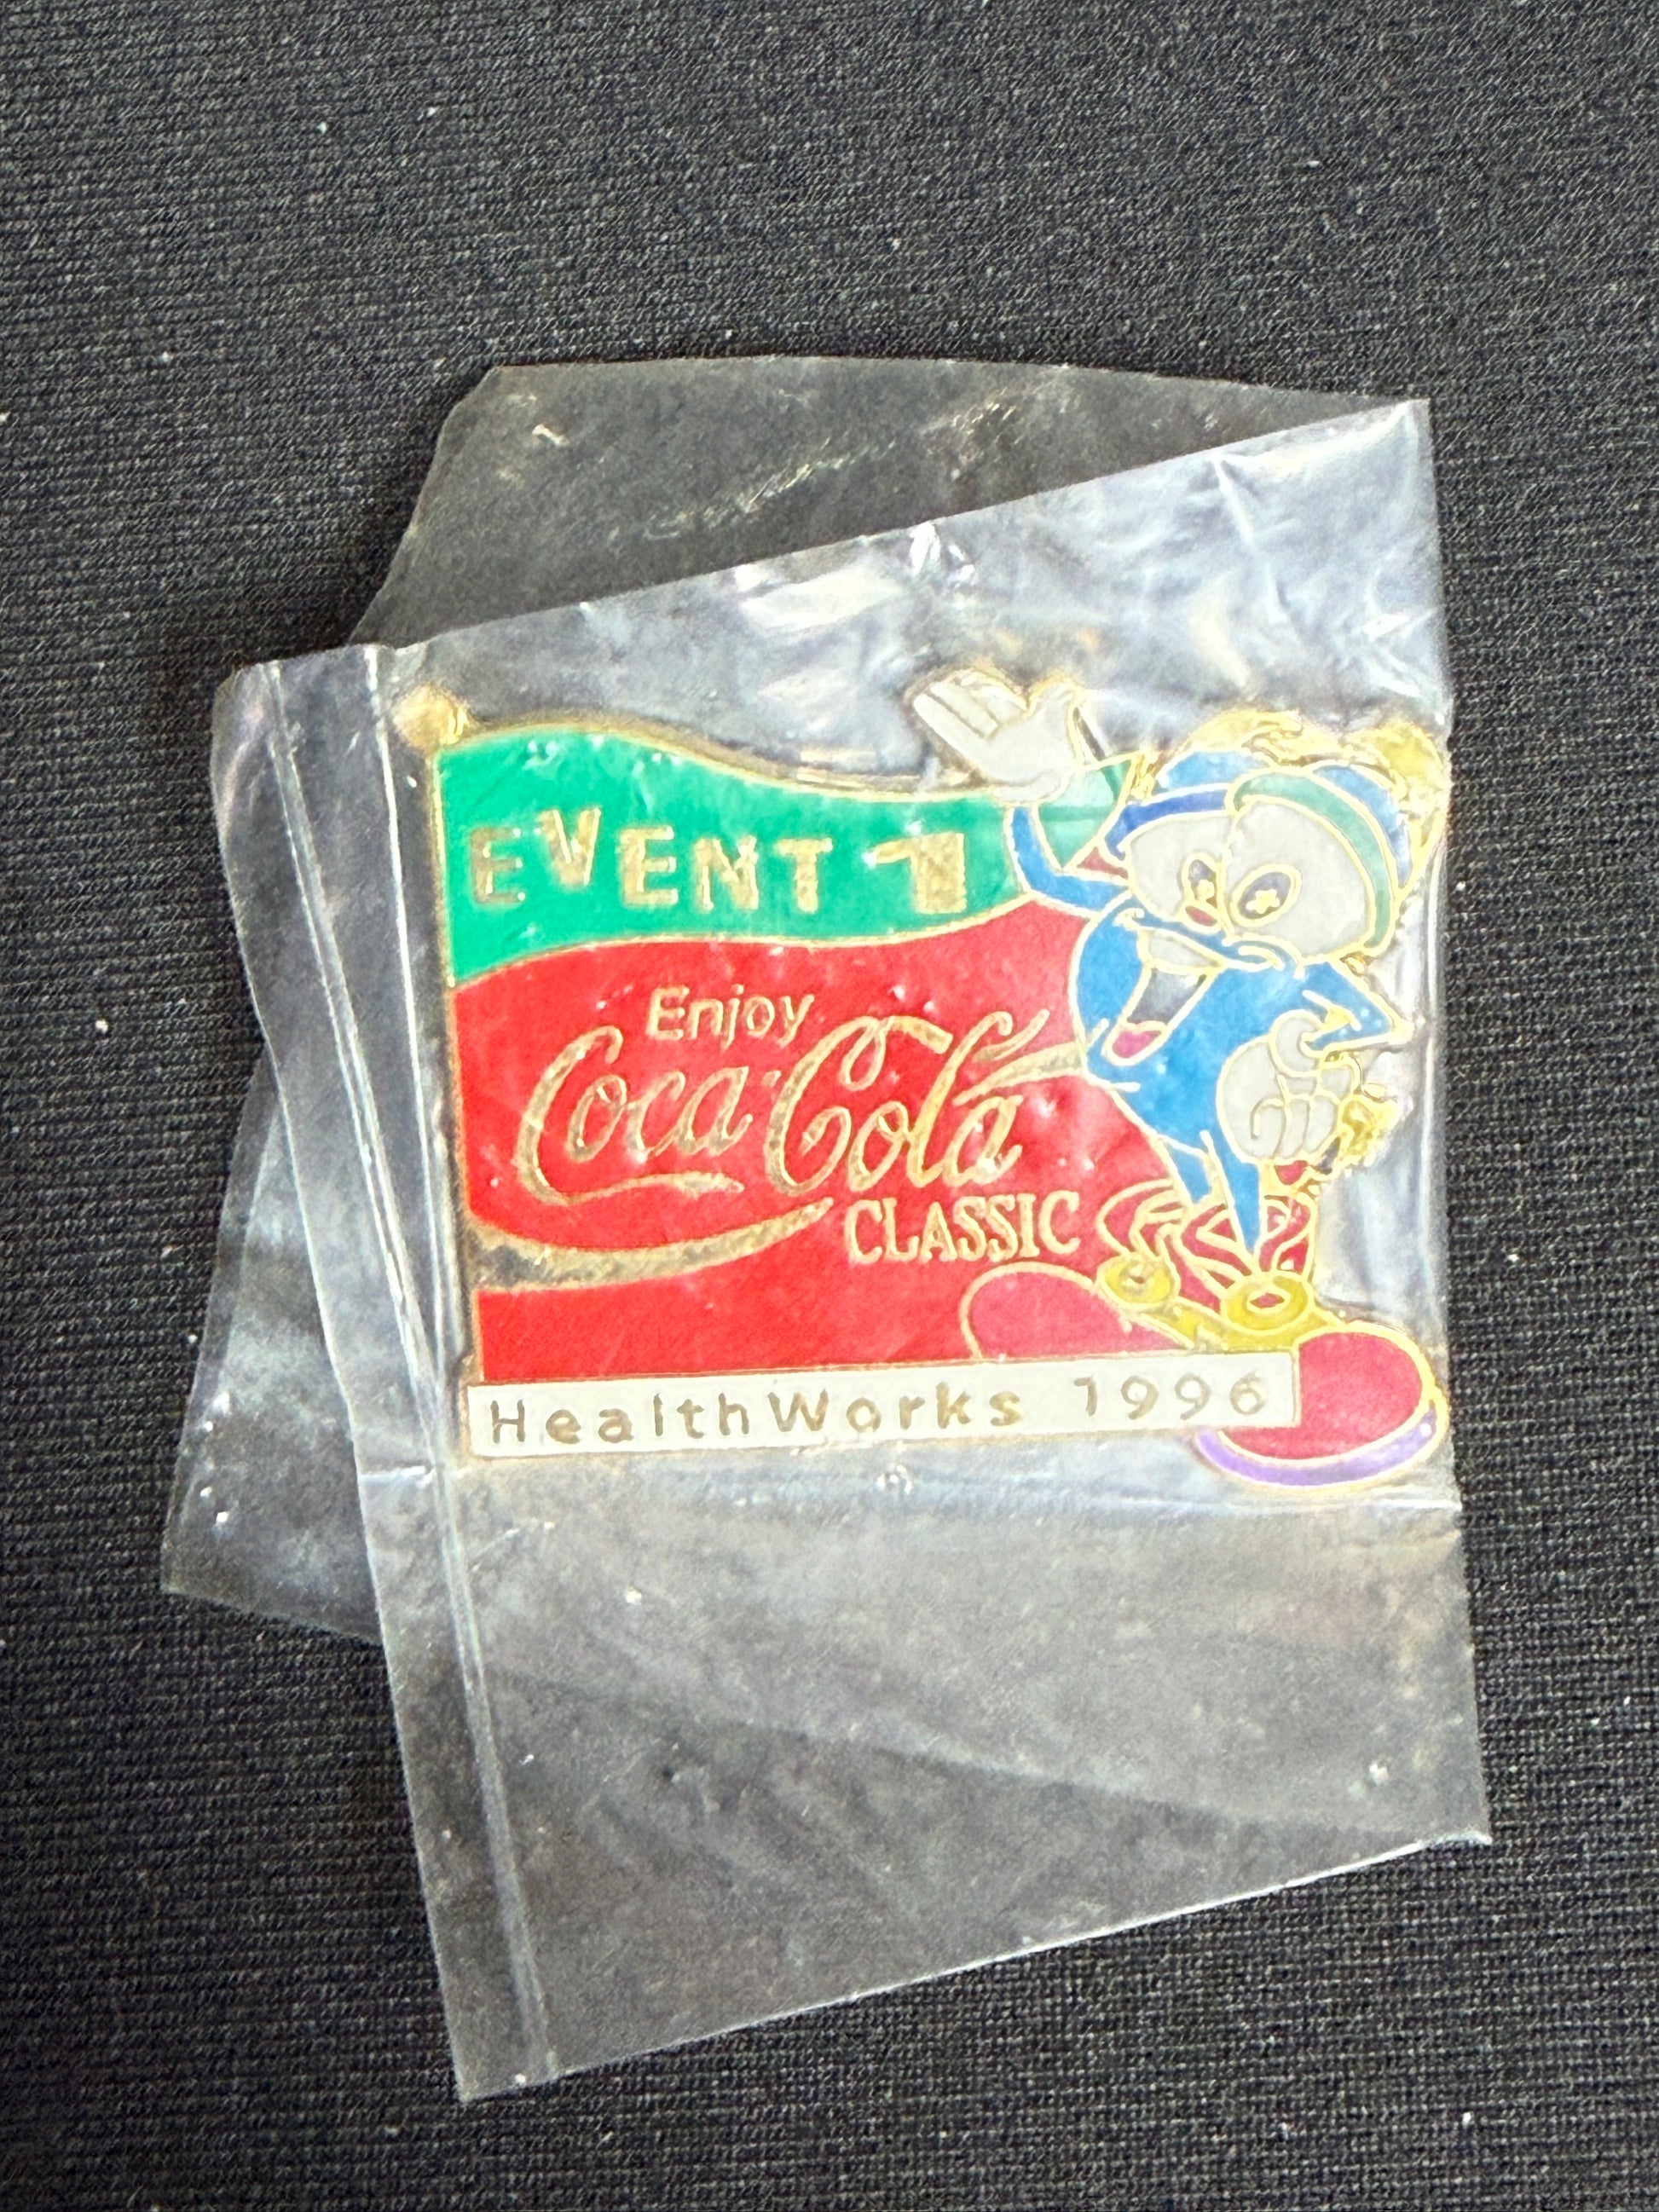 EVENT 1
Enjoy
Coca-Cola
CLASSIC
HealthWorks 1996